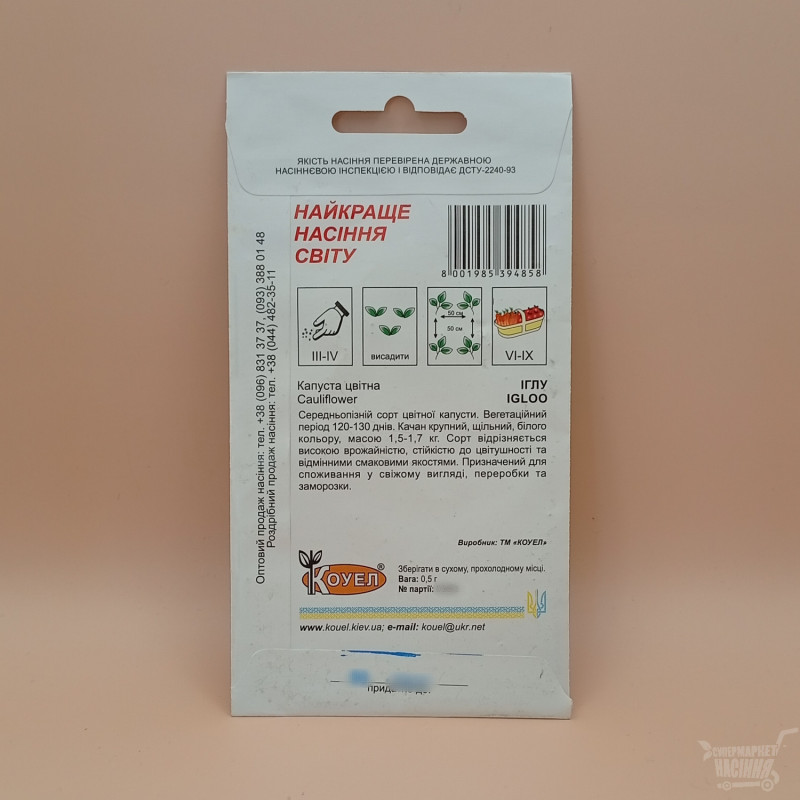 ЯКІСТЬ НАСІННЯ ПЕРЕВІРЕНА ДЕРЖАВНОЮ
НАСІННЄВОЮ ІНСПЕКЦІЄЮ І ВІДПОВІДАЄ ДСТУ-2240-93
НАЙКРАЩЕ
НАСІННЯ
СВІТУ
8 001985 394858
Оптовий продаж насіння: тел. +38 (096) 831 37 37, (093) 388 01 48
Роздрібний продаж насіння: тел. +38 (044) 482-35-11
III-IV
висадити
50 см
50 см
VI-IX
Капуста цвітна ІГЛУ
Cauliflower IGLOO
Середньопізній сорт цвітної капусти. Вегетаційний
період 120-130 днів. Качан крупний, щільний, білого
кольору, масою 1,5-1,7 кг. Сорт відрізняється
високою врожайністю, стійкістю до цвітушності та
відмінними смаковими якостями. Призначений для
споживання у свіжому вигляді, переробки та
заморозки.
Виробник: ТМ «КОУЕЛ»
КОУЕЛ®
Зберігати в сухому, прохолодному місці.
Вага: 0,5 г
№ партії:
www.kouel.kiev.ua; e-mail: kouel@ukr.net
СУПЕРМАРКЕТ
НАСІННЯ